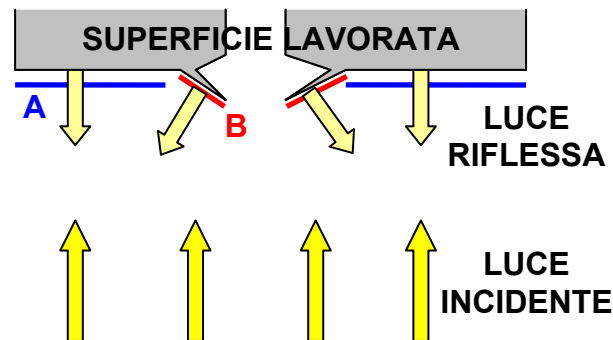 SUPERFICIE LAVORATA
A
B
LUCE
RIFLESSA
LUCE
INCIDENTE